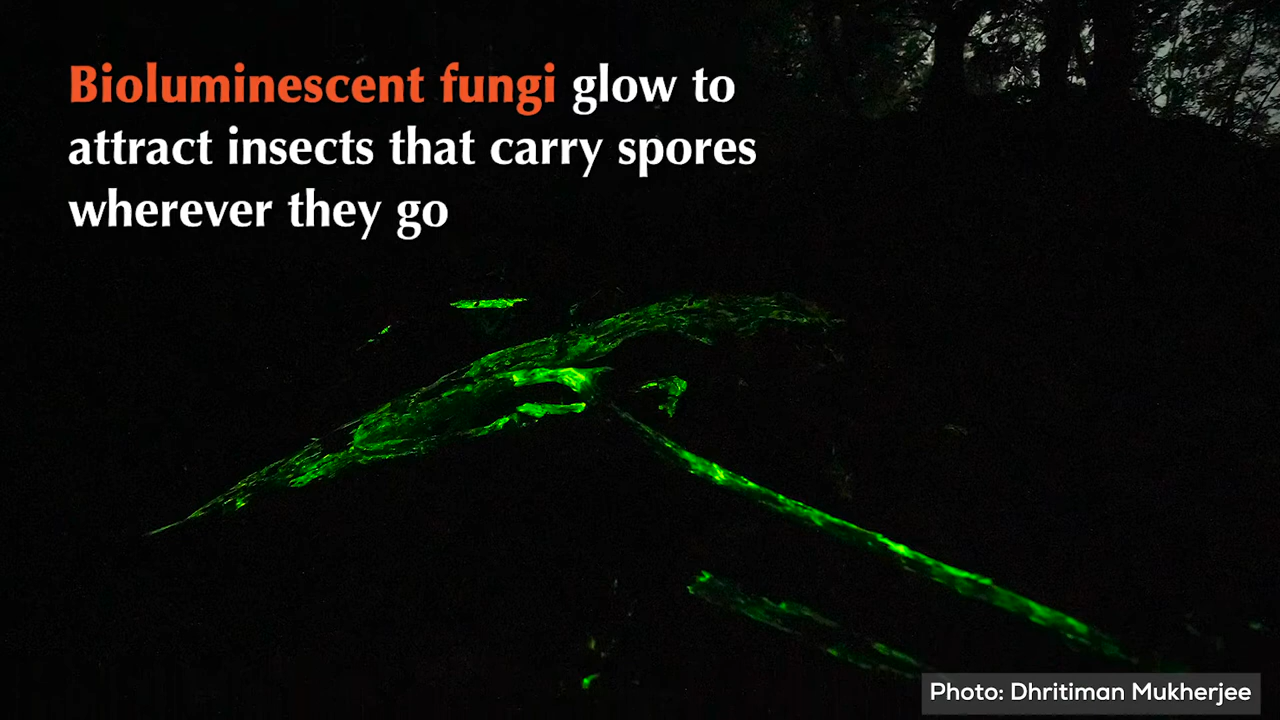 Bioluminescent fungi glow to
attract insects that carry spores
wherever they go
Photo: Dhritiman Mukherjee